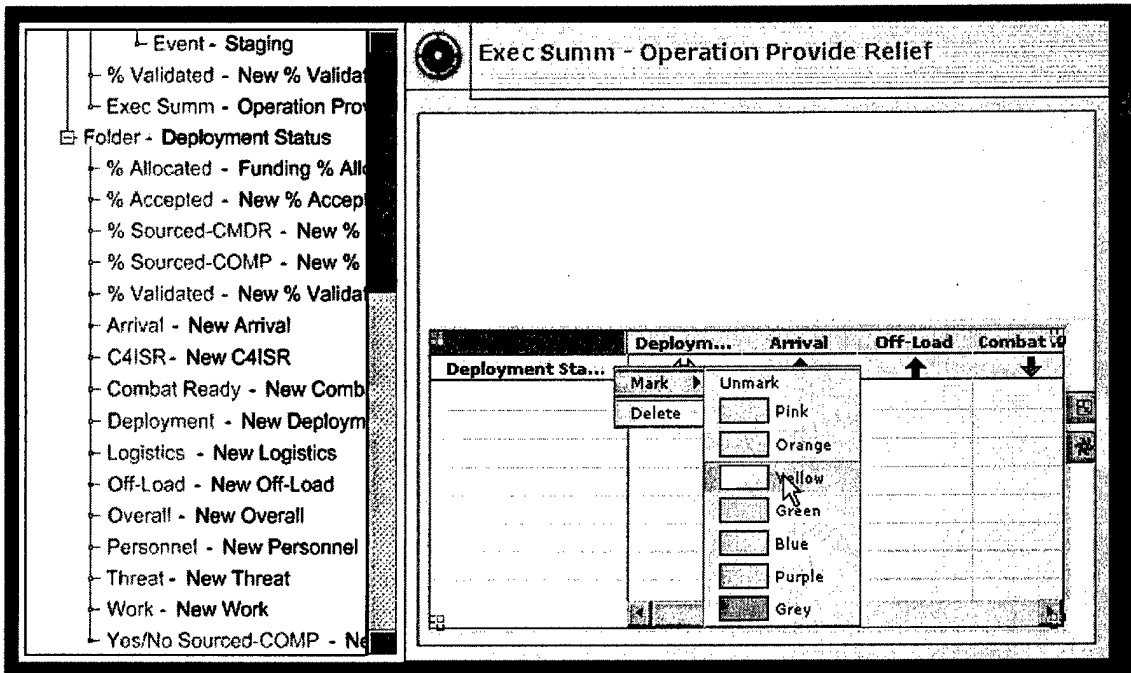 Event - Staging
% Validated - New % Validat
Exec Summ - Operation Prov
Folder - Deployment Status
% Allocated - Funding % Allo
% Accepted - New % Accept
% Sourced-CMDR - New %
% Sourced-COMP - New %
% Validated - New % Validat
Arrival - New Arrival
C4ISR - New C4ISR
Combat Ready - New Comb
Deployment - New Deploym
Logistics - New Logistics
Off-Load - New Off-Load
Overall - New Overall
Personnel - New Personnel
Threat - New Threat
Work - New Work
Yes/No Sourced-COMP - Ne
Exec Summ - Operation Provide Relief
Deploym... Arrival Off-Load Combat
Deployment Sta...
Mark
Delete
Unmark
Pink
Orange
Yellow
Green
Blue
Purple
Grey